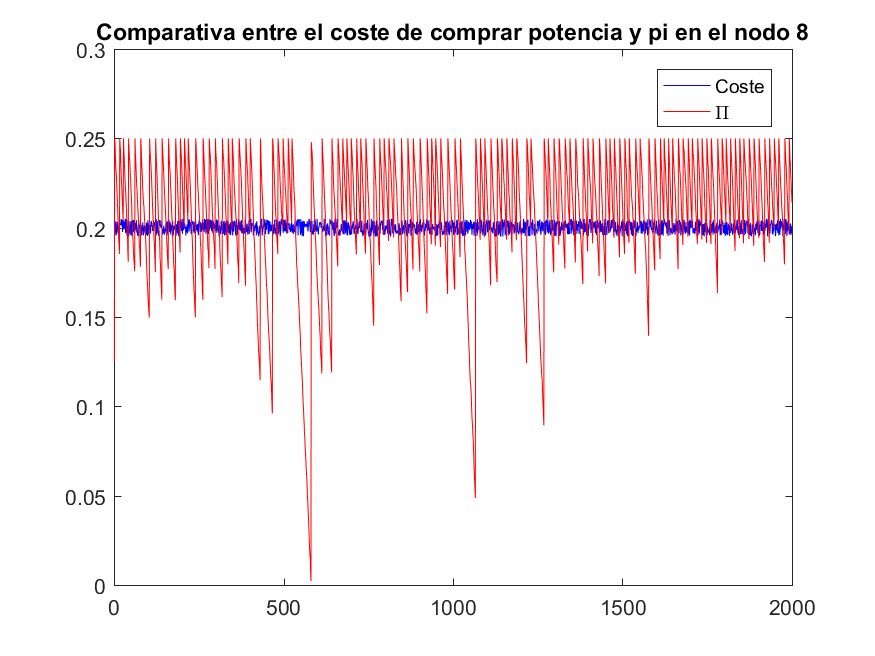 Comparativa entre el coste de comprar potencia y pi en el nodo 8
0.3
0.25
0.2
0.15
0.1
0.05
0
0 500 1000 1500 2000
Coste
Π